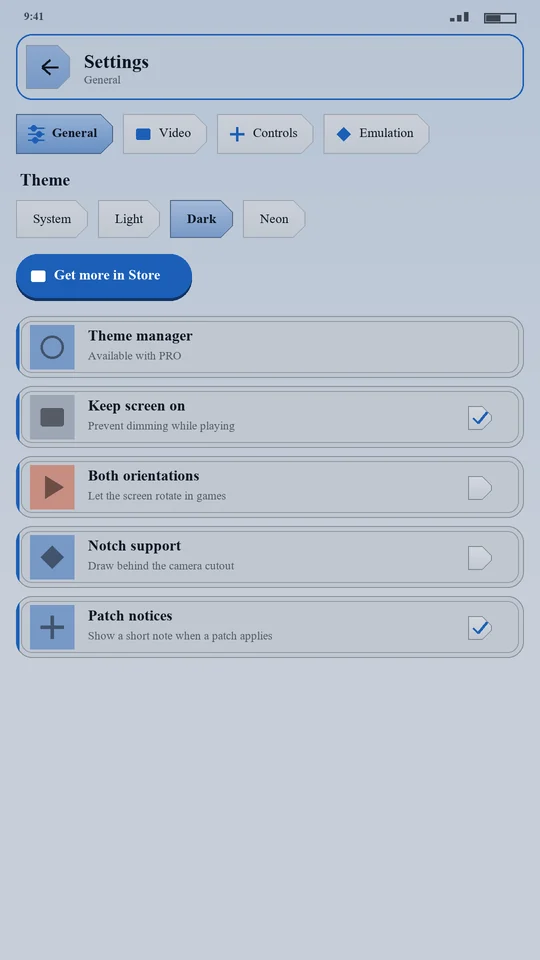 9:41
Settings
General
General
Video
Controls
Emulation
Theme
System
Light
Dark
Neon
Get more in Store
Theme manager
Available with PRO
Keep screen on
Prevent dimming while playing
Both orientations
Let the screen rotate in games
Notch support
Draw behind the camera cutout
Patch notices
Show a short note when a patch applies